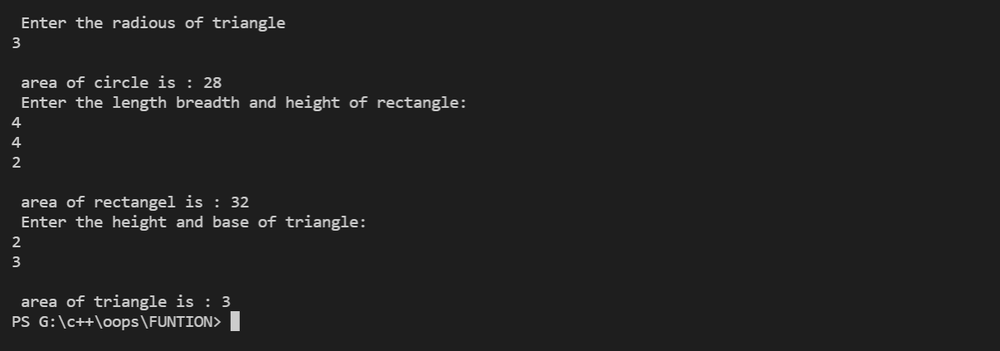 Enter the radious of triangle
3
area of circle is : 28
Enter the length breadth and height of rectangle:
4
4
2
area of rectangel is : 32
Enter the height and base of triangle:
2
3
area of triangle is : 3
PS G:\c++\oops\FUNTION>